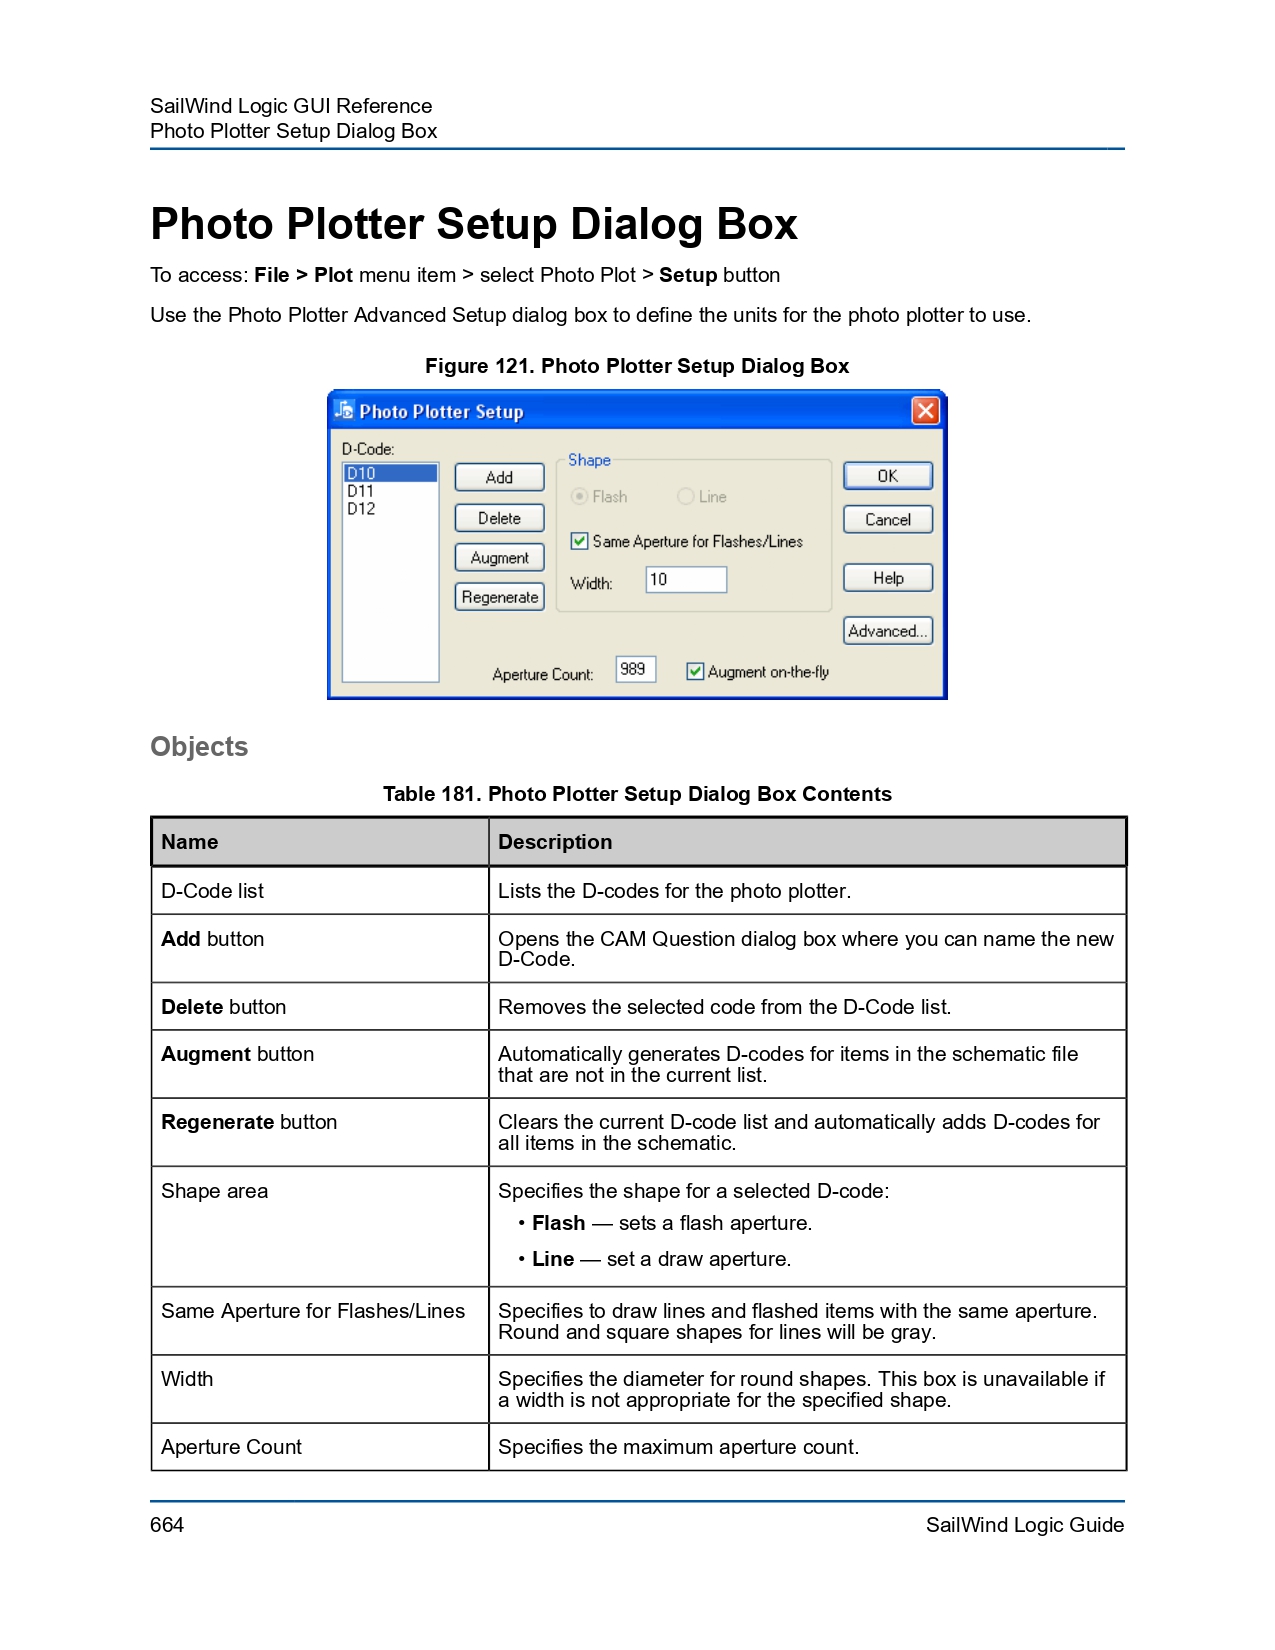 SailWind Logic GUI Reference
Photo Plotter Setup Dialog Box
Photo Plotter Setup Dialog Box
To access: File > Plot menu item > select Photo Plot > Setup button
Use the Photo Plotter Advanced Setup dialog box to define the units for the photo plotter to use.
Figure 121. Photo Plotter Setup Dialog Box
Photo Plotter Setup
D-Code:
D10
D11
D12
Add
Delete
Augment
Regenerate
Shape
Flash
Line
Same Aperture for Flashes/Lines
Width:
10
OK
Cancel
Help
Advanced...
Aperture Count:
989
Augment on-the-fly
Objects
Table 181. Photo Plotter Setup Dialog Box Contents
Name
Description
D-Code list
Lists the D-codes for the photo plotter.
Add button
Opens the CAM Question dialog box where you can name the new
D-Code.
Delete button
Removes the selected code from the D-Code list.
Augment button
Automatically generates D-codes for items in the schematic file
that are not in the current list.
Regenerate button
Clears the current D-code list and automatically adds D-codes for
all items in the schematic.
Shape area
Specifies the shape for a selected D-code:
• Flash — sets a flash aperture.
• Line — set a draw aperture.
Same Aperture for Flashes/Lines
Specifies to draw lines and flashed items with the same aperture.
Round and square shapes for lines will be gray.
Width
Specifies the diameter for round shapes. This box is unavailable if
a width is not appropriate for the specified shape.
Aperture Count
Specifies the maximum aperture count.
664
SailWind Logic Guide